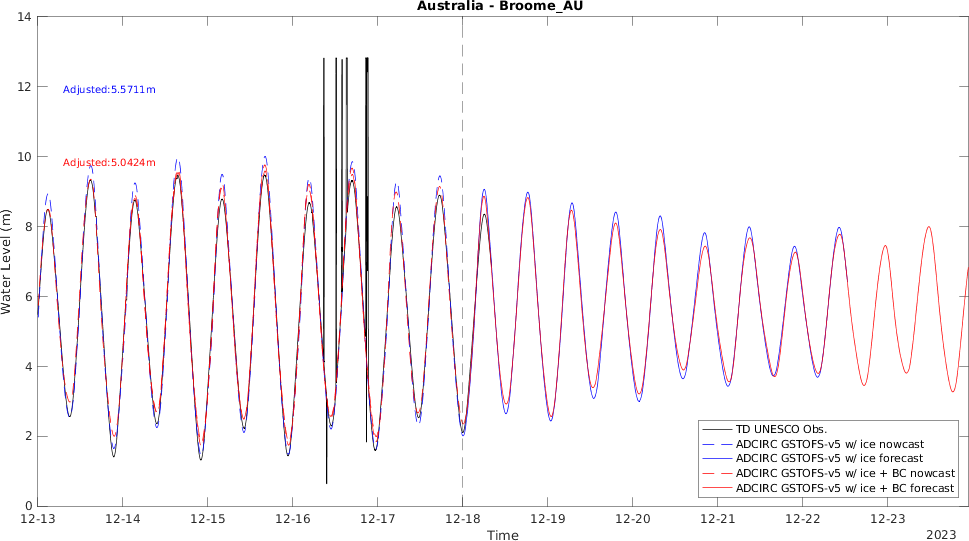 Australia - Broome_AU
14
12
10
8
6
4
2
0
Water Level (m)
Adjusted:5.5711m
Adjusted:5.0424m
TD UNESCO Obs.
ADCIRC GSTOFS-v5 w/ ice nowcast
ADCIRC GSTOFS-v5 w/ ice forecast
ADCIRC GSTOFS-v5 w/ ice + BC nowcast
ADCIRC GSTOFS-v5 w/ ice + BC forecast
12-13 12-14 12-15 12-16 12-17 12-18 12-19 12-20 12-21 12-22 12-23
Time
2023